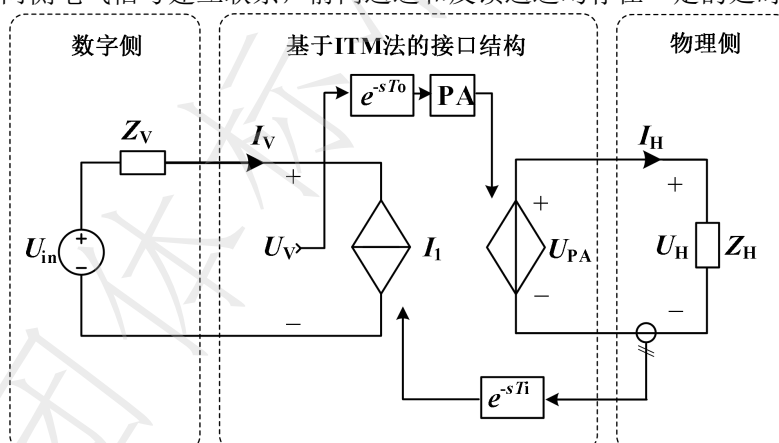 数字侧
基于ITM法的接口结构
物理侧
e^-sTo
PA
Z_V
I_V
I_H
+
+
+
U_in
+
−
U_V
I_1
U_PA
U_H
Z_H
−
−
−
e^-sTi